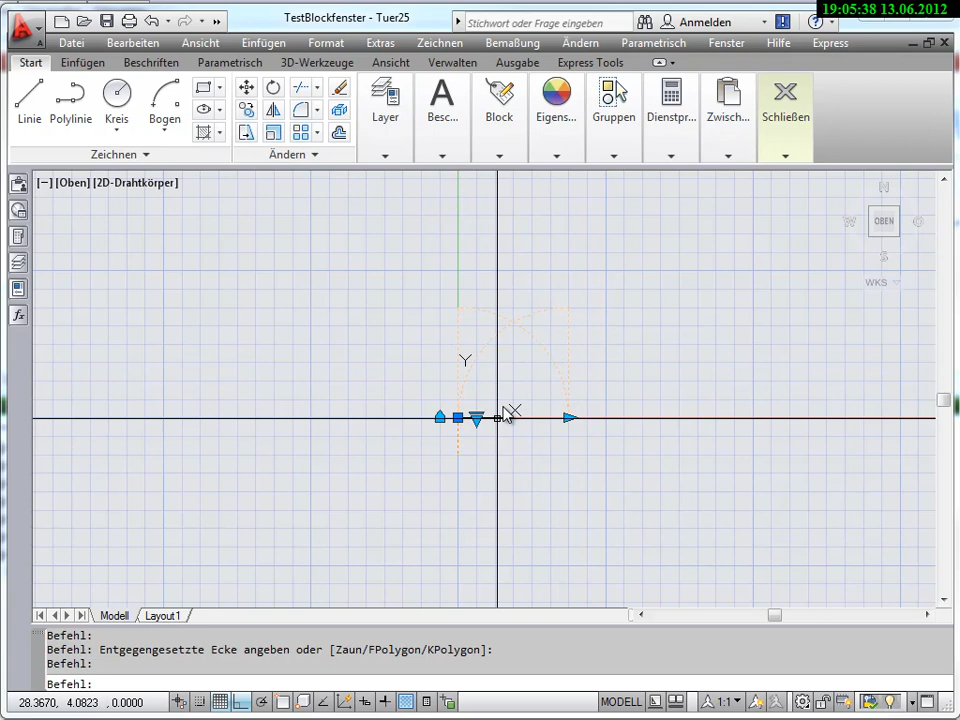 19:05:38 13.06.2012
TestBlockfenster - Tuer25
Stichwort oder Frage eingeben
Anmelden
Datei Bearbeiten Ansicht Einfügen Format Extras Zeichnen Bemaßung Ändern Parametrisch Fenster Hilfe Express
Start Einfügen Beschriften Parametrisch 3D-Werkzeuge Ansicht Verwalten Ausgabe Express Tools
Linie Polylinie Kreis Bogen
Layer Besc... Block Eigens... Gruppen Dienstpr... Zwisch... Schließen
Zeichnen Ändern
[−] [Oben] [2D-Drahtkörper]
N
W OBEN O
S
WKS
Y
X
Modell Layout1
Befehl:
Befehl: Entgegengesetzte Ecke angeben oder [Zaun/FPolygon/KPolygon]:
Befehl:
Befehl:
28.3670, 4.0823 , 0.0000
MODELL
1:1